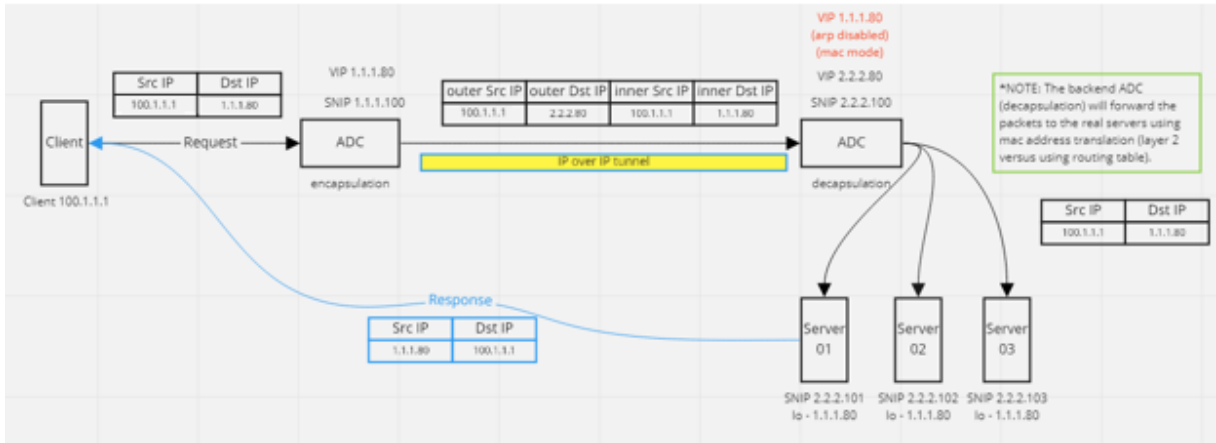 VIP 1.1.1.80
(arp disabled)
(mac mode)
VIP 1.1.1.80
VIP 2.2.2.80
Src IP Dst IP
100.1.1.1 1.1.1.80
SNIP 1.1.1.100
outer Src IP outer Dst IP inner Src IP inner Dst IP
100.1.1.1 2.2.2.80 100.1.1.1 1.1.1.80
SNIP 2.2.2.100
*NOTE: The backend ADC
(decapsulation) will forward the
packets to the real servers using
mac address translation (layer 2
versus using routing table).
Client
Request
ADC
IP over IP tunnel
ADC
encapsulation
decapsulation
Client 100.1.1.1
Src IP Dst IP
100.1.1.1 1.1.1.80
Response
Src IP Dst IP
1.1.1.80 100.1.1.1
Server
01
Server
02
Server
03
SNIP 2.2.2.101
lo - 1.1.1.80
SNIP 2.2.2.102
lo - 1.1.1.80
SNIP 2.2.2.103
lo - 1.1.1.80